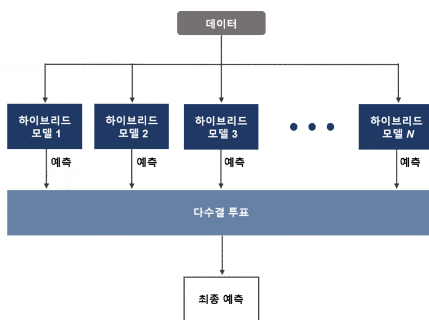 데이터
하이브리드
모델 1
하이브리드
모델 2
하이브리드
모델 3
하이브리드
모델 N
예측
예측
예측
예측
다수결 투표
최종 예측